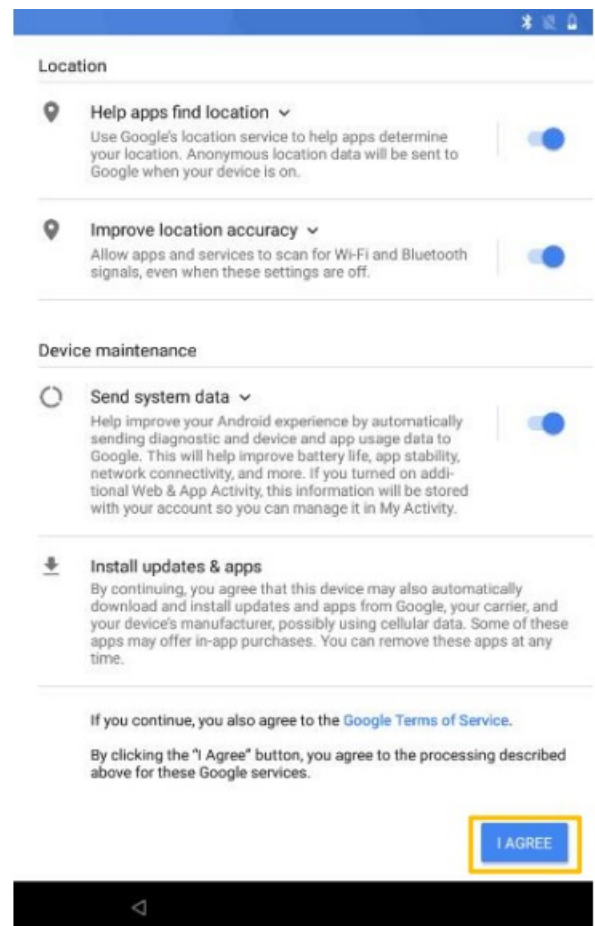 Location
Help apps find location
Use Google's location service to help apps determine
your location. Anonymous location data will be sent to
Google when your device is on.
Improve location accuracy
Allow apps and services to scan for Wi-Fi and Bluetooth
signals, even when these settings are off.
Device maintenance
Send system data
Help improve your Android experience by automatically
sending diagnostic and device and app usage data to
Google. This will help improve battery life, app stability,
network connectivity, and more. If you turned on addi-
tional Web & App Activity, this information will be stored
with your account so you can manage it in My Activity.
Install updates & apps
By continuing, you agree that this device may also automatically
download and install updates and apps from Google, your carrier, and
your device's manufacturer, possibly using cellular data. Some of these
apps may offer in-app purchases. You can remove these apps at any
time.
If you continue, you also agree to the Google Terms of Service.
By clicking the "I Agree" button, you agree to the processing described
above for these Google services.
I AGREE